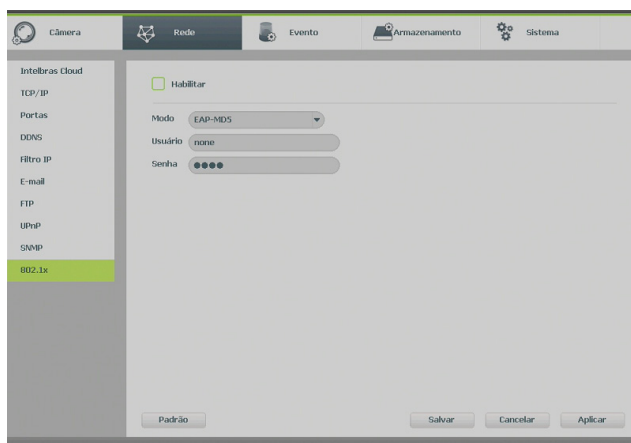 Câmera Rede Evento Armazenamento Sistema
Intelbras Cloud
TCP/IP
Portas
DDNS
Filtro IP
E-mail
FTP
UPnP
SNMP
802.1x
Habilitar
Modo EAP-MD5
Usuário none
Senha ●●●●
Padrão Salvar Cancelar Aplicar